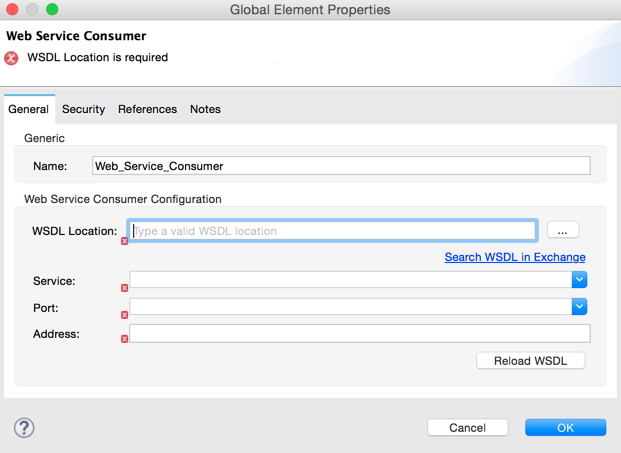 Global Element Properties
Web Service Consumer
WSDL Location is required
General Security References Notes
Generic
Name: Web_Service_Consumer
Web Service Consumer Configuration
WSDL Location: Type a valid WSDL location ...
Search WSDL in Exchange
Service:
Port:
Address:
Reload WSDL
? Cancel OK